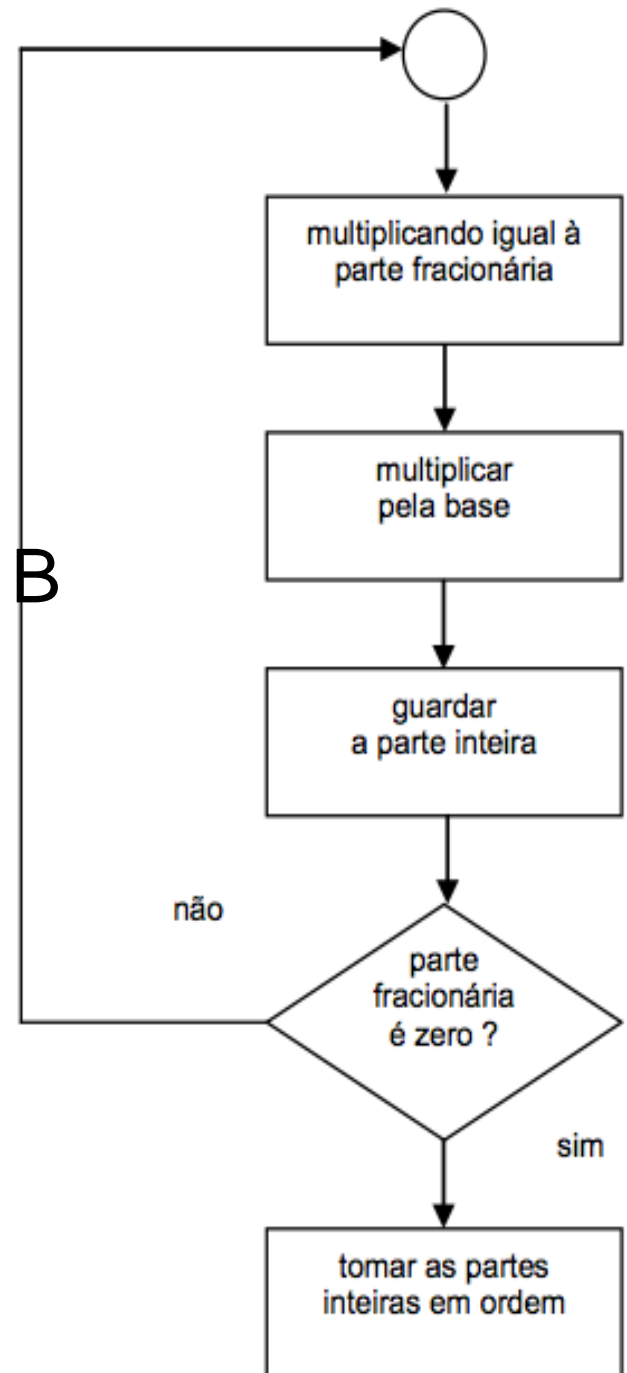 multiplicando igual à
parte fracionária
multiplicar
pela base
B
guardar
a parte inteira
não
parte
fracionária
é zero ?
sim
tomar as partes
inteiras em ordem